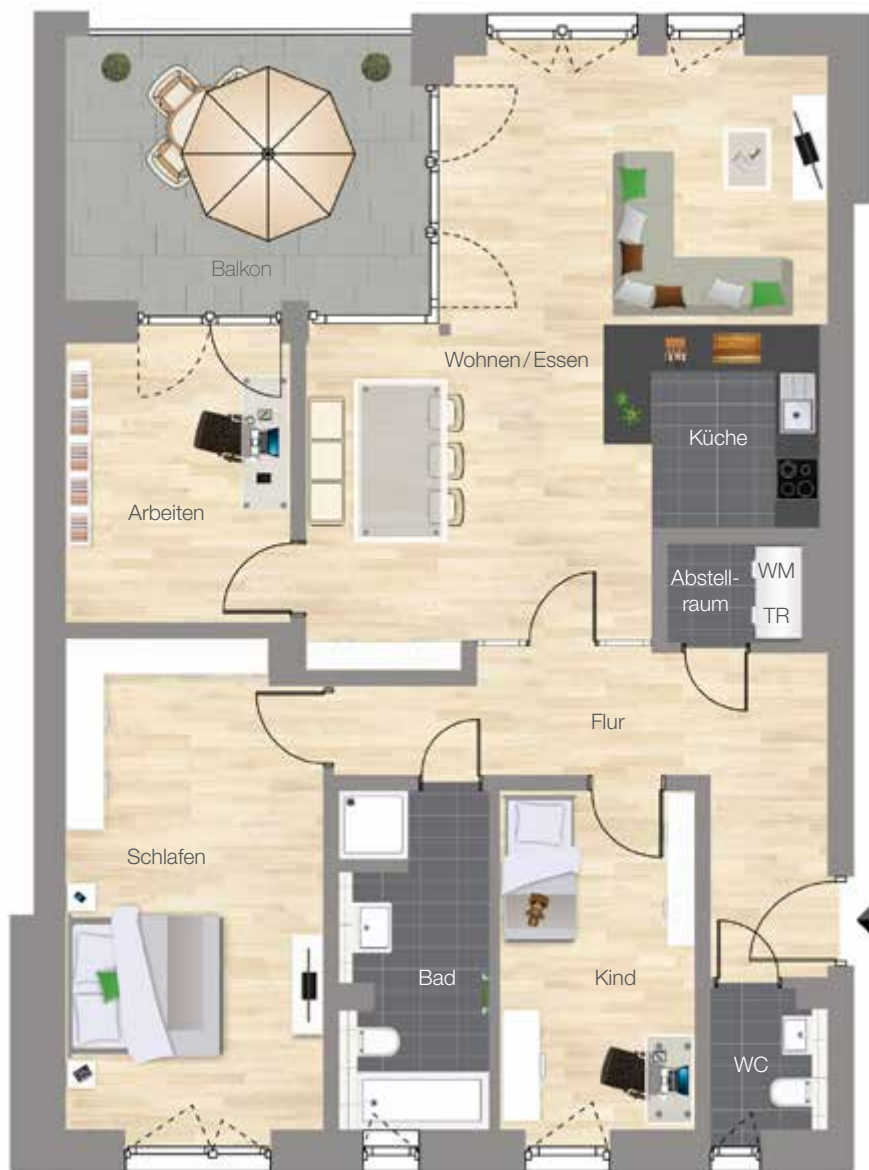 Balkon
Wohnen / Essen
Küche
Arbeiten
Abstell-
raum
WM
TR
Flur
Schlafen
Bad
Kind
WC